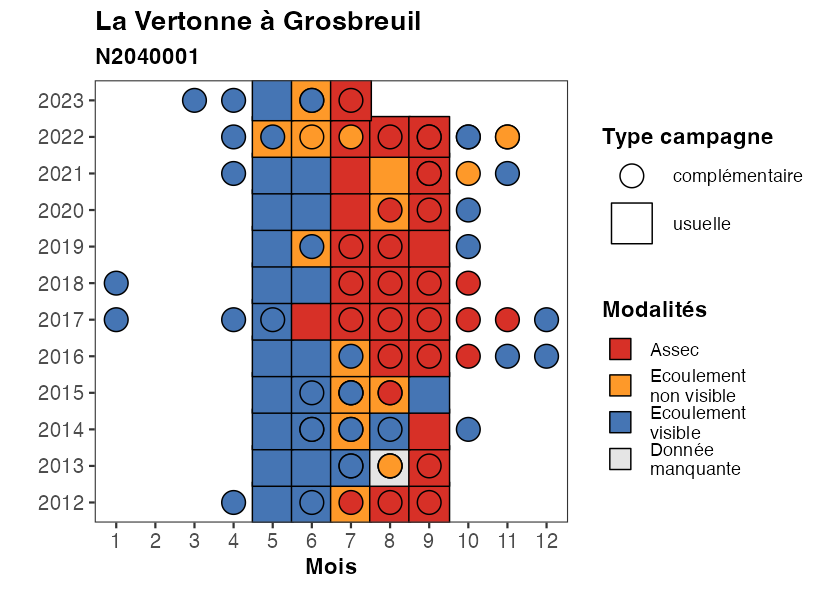 La Vertonne à Grosbreuil
N2040001
2023
2022
2021
2020
2019
2018
2017
2016
2015
2014
2013
2012
1 2 3 4 5 6 7 8 9 10 11 12
Mois
Type campagne
complémentaire
usuelle
Modalités
Assec
Ecoulement
non visible
Ecoulement
visible
Donnée
manquante